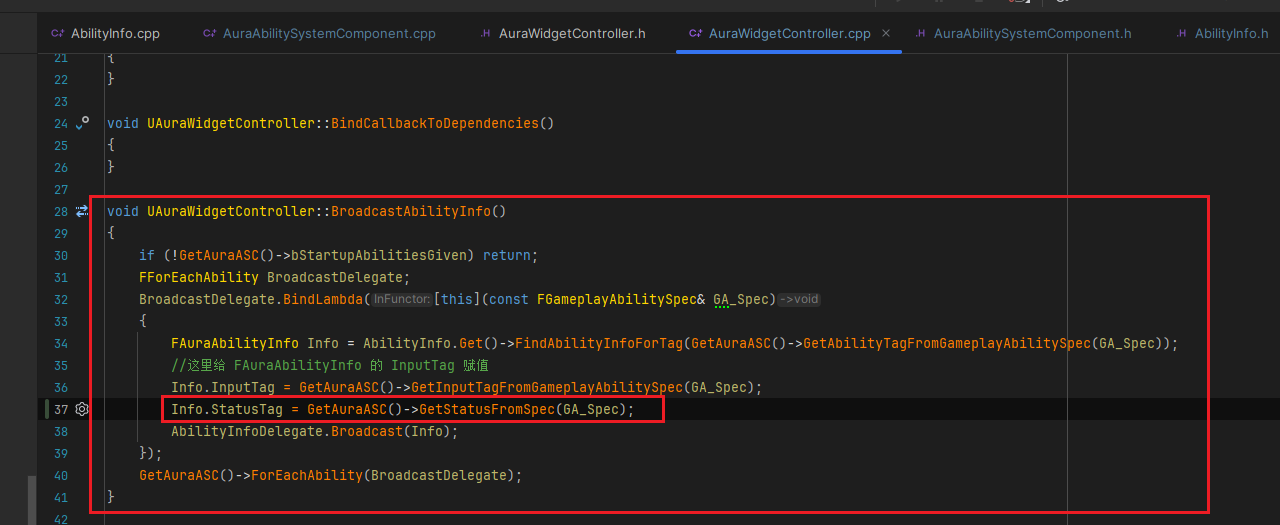 AbilityInfo.cpp AuraAbilitySystemComponent.cpp AuraWidgetController.h AuraWidgetController.cpp AuraAbilitySystemComponent.h AbilityInfo.h
21 {
22 }
23
24 void UAuraWidgetController::BindCallbackToDependencies()
25 {
26 }
27
28 void UAuraWidgetController::BroadcastAbilityInfo()
29 {
30 if (!GetAuraASC()->bStartupAbilitiesGiven) return;
31 FForEachAbility BroadcastDelegate;
32 BroadcastDelegate.BindLambda(InFunctor:[this](const FGameplayAbilitySpec& GA_Spec)->void
33 {
34 FAuraAbilityInfo Info = AbilityInfo.Get()->FindAbilityInfoForTag(GetAuraASC()->GetAbilityTagFromGameplayAbilitySpec(GA_Spec));
35 //这里给 FAuraAbilityInfo 的 InputTag 赋值
36 Info.InputTag = GetAuraASC()->GetInputTagFromGameplayAbilitySpec(GA_Spec);
37 Info.StatusTag = GetAuraASC()->GetStatusFromSpec(GA_Spec);
38 AbilityInfoDelegate.Broadcast(Info);
39 });
40 GetAuraASC()->ForEachAbility(BroadcastDelegate);
41 }
42